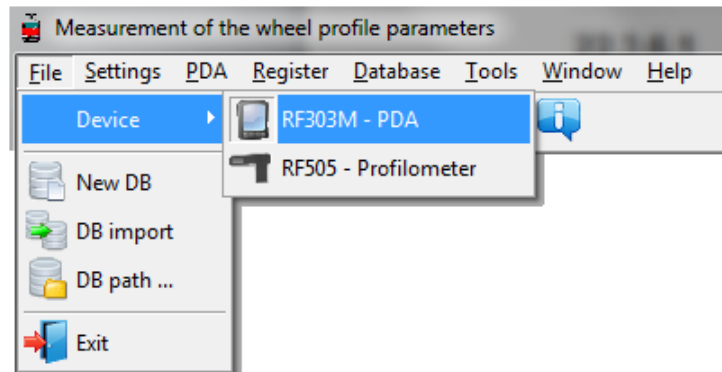 Measurement of the wheel profile parameters
File Settings PDA Register Database Tools Window Help
Device
RF303M - PDA
RF505 - Profilometer
New DB
DB import
DB path ...
Exit